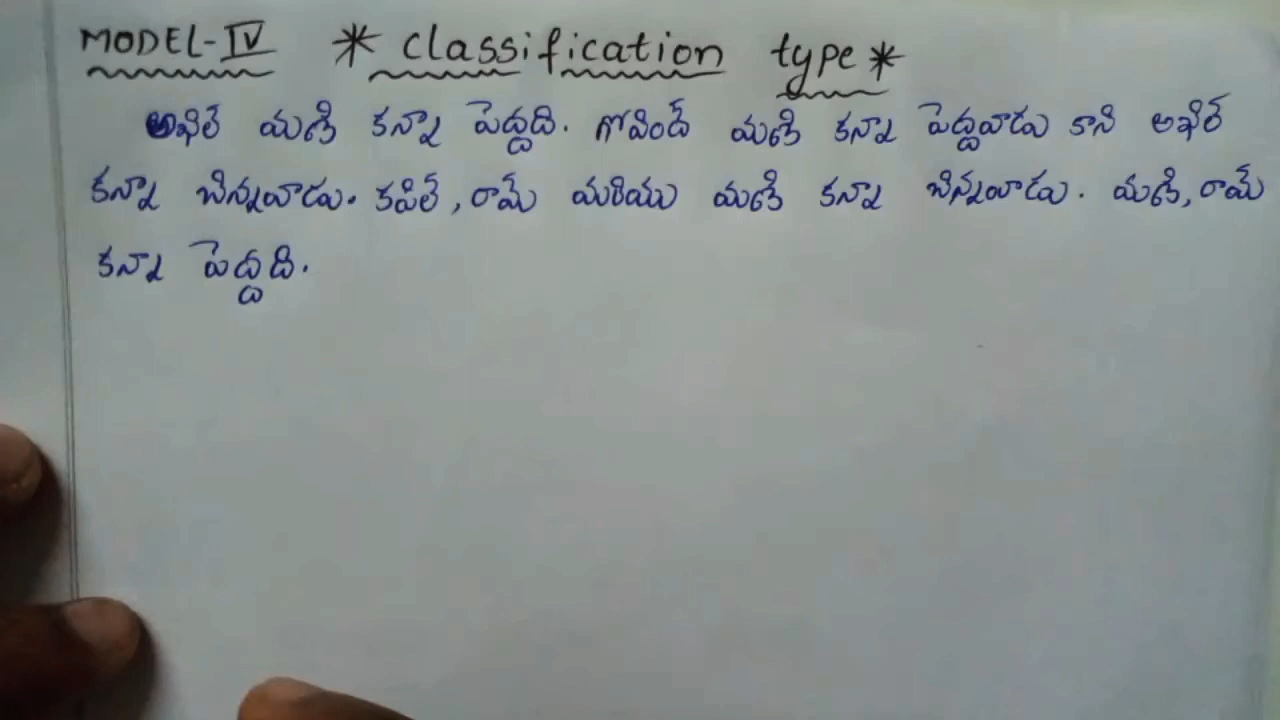 MODEL-IV * Classification type *
అఖిల్ మణి కన్నా పెద్దది. గోవింద్ మణి కన్నా పెద్దవాడు కాని అఖిల్
కన్నా చిన్నవాడు. కపిల్, రామ్ మరియు మణి కన్నా చిన్నవాడు. మణి, రామ్
కన్నా పెద్దది.